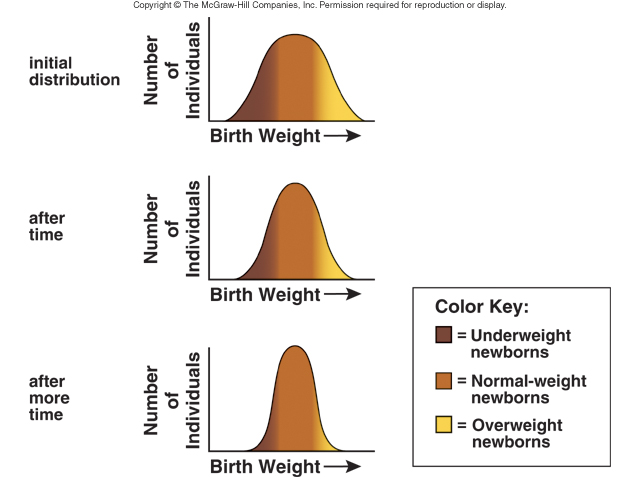 Copyright © The McGraw-Hill Companies, Inc. Permission required for reproduction or display.
initial
distribution
Number
of
Individuals
Birth Weight
after
time
Number
of
Individuals
Birth Weight
after
more
time
Number
of
Individuals
Birth Weight
Color Key:
= Underweight
newborns
= Normal-weight
newborns
= Overweight
newborns